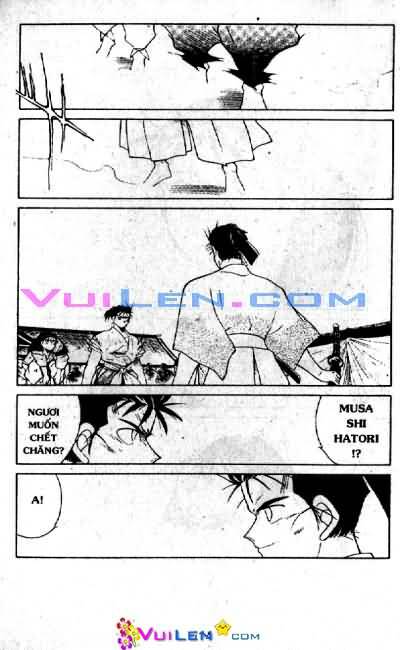 VUILEN.COM
MUSA
SHI
HATORI
!?
NGƯƠI
MUỐN
CHẾT
CHĂNG?
A!
VUILEN.COM